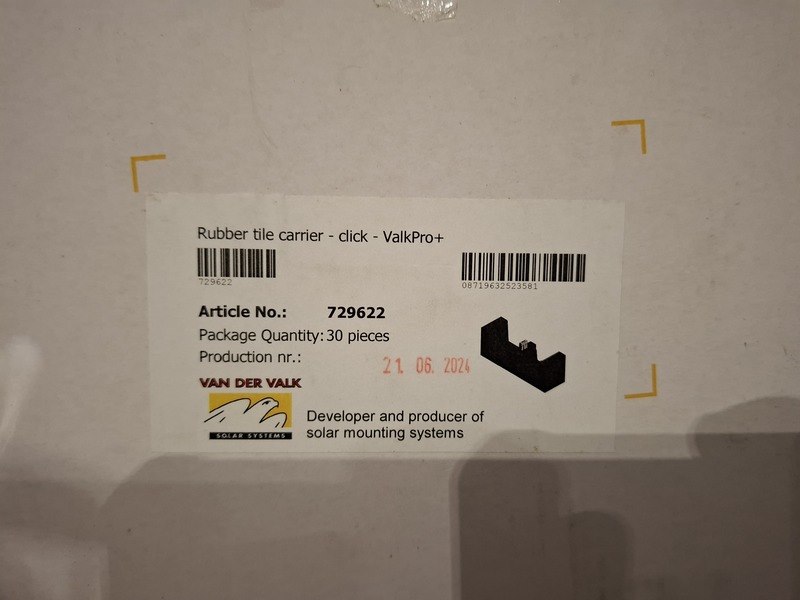 Rubber tile carrier - click - ValkPro+
729622
08719632523581
Article No.: 729622
Package Quantity: 30 pieces
Production nr.:
21. 06. 2024
VAN DER VALK
SOLAR SYSTEMS
Developer and producer of
solar mounting systems